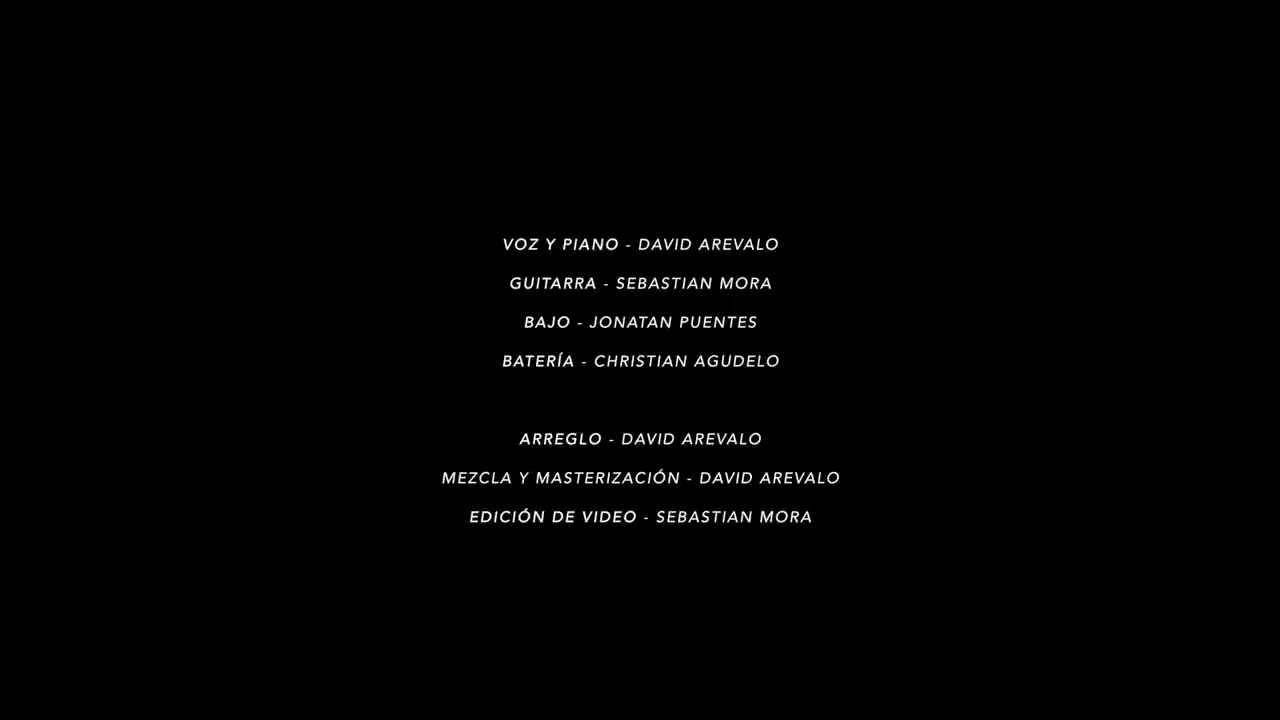 VOZ Y PIANO - DAVID AREVALO
GUITARRA - SEBASTIAN MORA
BAJO - JONATAN PUENTES
BATERÍA - CHRISTIAN AGUDELO
ARREGLO - DAVID AREVALO
MEZCLA Y MASTERIZACIÓN - DAVID AREVALO
EDICIÓN DE VIDEO - SEBASTIAN MORA